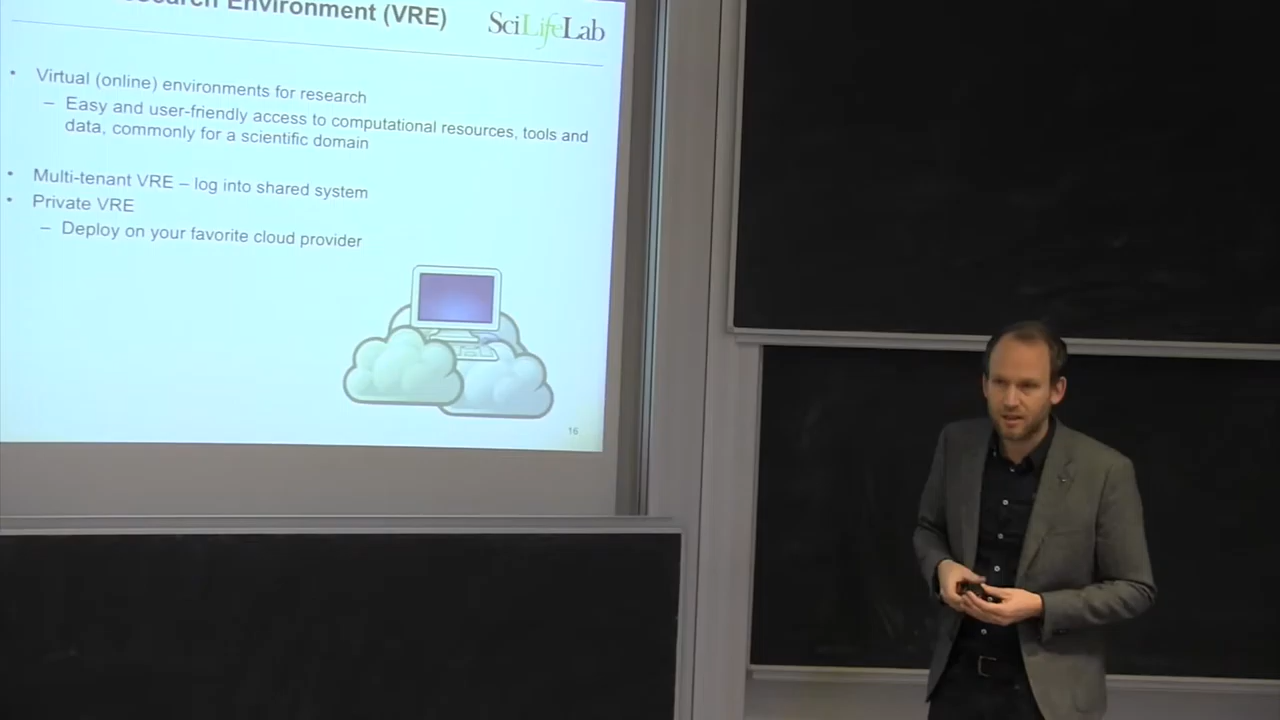 Environment (VRE)
SciLifeLab
• Virtual (online) environments for research
– Easy and user-friendly access to computational resources, tools and
data, commonly for a scientific domain
• Multi-tenant VRE – log into shared system
• Private VRE
– Deploy on your favorite cloud provider
16